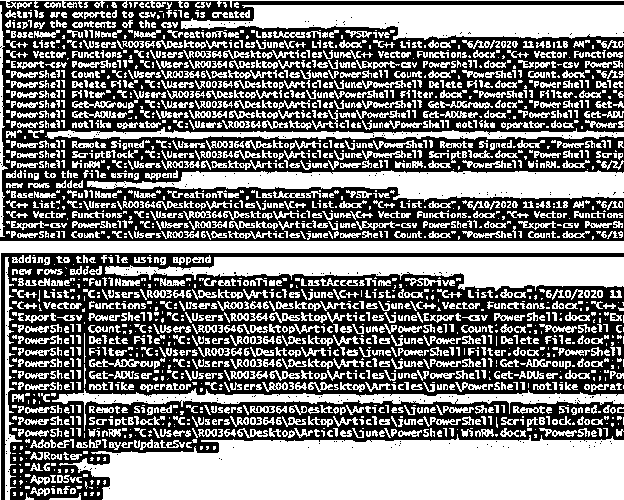 Export contents of a directory to csv file
details are exported to csv, file is created
display the contents of the csv
"BaseName","FullName","Name","CreationTime","LastAccessTime","PSDrive"
"C++ List","C:\Users\R003646\Desktop\Articles\june\C++ List.docx","C++ List.docx","6/10/2020 11:48:18 AM","6/10
"C++ Vector Functions","C:\Users\R003646\Desktop\Articles\june\C++ Vector Functions.docx","C++ Vector Functions
"Export-csv PowerShell","C:\Users\R003646\Desktop\Articles\june\Export-csv PowerShell.docx","Export-csv PowerS
"PowerShell Count","C:\Users\R003646\Desktop\Articles\june\PowerShell Count.docx","PowerShell Count.docx","6/19
"PowerShell Delete File","C:\Users\R003646\Desktop\Articles\june\PowerShell Delete File.docx","PowerShell Dele
"PowerShell Filter","C:\Users\R003646\Desktop\Articles\june\PowerShell Filter.docx","PowerShell Filter.docx","6
"PowerShell Get-ADGroup","C:\Users\R003646\Desktop\Articles\june\PowerShell Get-ADGroup.docx","PowerShell Get-A
"PowerShell Get-ADUser","C:\Users\R003646\Desktop\Articles\june\PowerShell Get-ADUser.docx","PowerShell Get-ADU
"PowerShell notlike operator","C:\Users\R003646\Desktop\Articles\june\PowerShell notlike operator.docx","PowerS
PM","C"
"PowerShell Remote Signed","C:\Users\R003646\Desktop\Articles\june\PowerShell Remote Signed.docx","PowerShell R
"PowerShell ScriptBlock","C:\Users\R003646\Desktop\Articles\june\PowerShell ScriptBlock.docx","PowerShell Scrip
"PowerShell WinRM","C:\Users\R003646\Desktop\Articles\june\PowerShell WinRM.docx","PowerShell WinRM.docx","6/2/
adding to the file using append
new rows added
"BaseName","FullName","Name","CreationTime","LastAccessTime","PSDrive"
"C++ List","C:\Users\R003646\Desktop\Articles\june\C++ List.docx","C++ List.docx","6/10/2020 11:48:18 AM","6/10
"C++ Vector Functions","C:\Users\R003646\Desktop\Articles\june\C++ Vector Functions.docx","C++ Vector Functions
"Export-csv PowerShell","C:\Users\R003646\Desktop\Articles\june\Export-csv PowerShell.docx","Export-csv PowerSh
"PowerShell Count","C:\Users\R003646\Desktop\Articles\june\PowerShell Count.docx","PowerShell Count.docx","6/19
adding to the file using append
new rows added
"BaseName","FullName","Name","CreationTime","LastAccessTime","PSDrive"
"C++ List","C:\Users\R003646\Desktop\Articles\june\C++ List.docx","C++ List.docx","6/10/2020 11
"C++ Vector Functions","C:\Users\R003646\Desktop\Articles\june\C++ Vector Functions.docx","C++
"Export-csv PowerShell","C:\Users\R003646\Desktop\Articles\june\Export-csv PowerShell.docx","Ex
"PowerShell Count","C:\Users\R003646\Desktop\Articles\june\PowerShell Count.docx","PowerShell C
"PowerShell Delete File","C:\Users\R003646\Desktop\Articles\june\PowerShell Delete File.docx","
"PowerShell Filter","C:\Users\R003646\Desktop\Articles\june\PowerShell Filter.docx","PowerShell
"PowerShell Get-ADGroup","C:\Users\R003646\Desktop\Articles\june\PowerShell Get-ADGroup.docx","
"PowerShell Get-ADUser","C:\Users\R003646\Desktop\Articles\june\PowerShell Get-ADUser.docx","Po
"PowerShell notlike operator","C:\Users\R003646\Desktop\Articles\june\PowerShell notlike operato
PM","C"
"PowerShell Remote Signed","C:\Users\R003646\Desktop\Articles\june\PowerShell Remote Signed.docx
"PowerShell ScriptBlock","C:\Users\R003646\Desktop\Articles\june\PowerShell ScriptBlock.docx","
"PowerShell WinRM","C:\Users\R003646\Desktop\Articles\june\PowerShell WinRM.docx","PowerShell W
,,"AdobeFlashPlayerUpdateSvc",,,
,,"AJRouter",,,
,,"ALG",,,
,,"AppIDSvc",,,
,,"Appinfo",,,